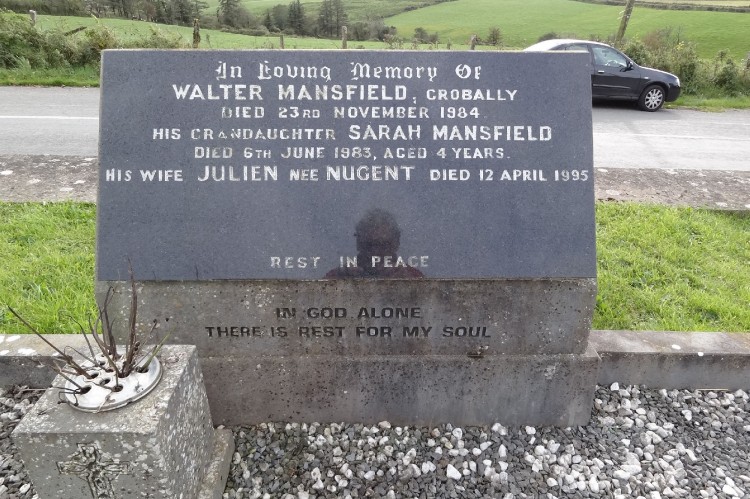 In Loving Memory Of
WALTER MANSFIELD, CROBALLY
DIED 23RD NOVEMBER 1984
HIS GRANDAUGHTER SARAH MANSFIELD
DIED 6TH JUNE 1983, AGED 4 YEARS.
HIS WIFE JULIEN NEE NUGENT DIED 12 APRIL 1995
REST IN PEACE
IN GOD ALONE
THERE IS REST FOR MY SOUL